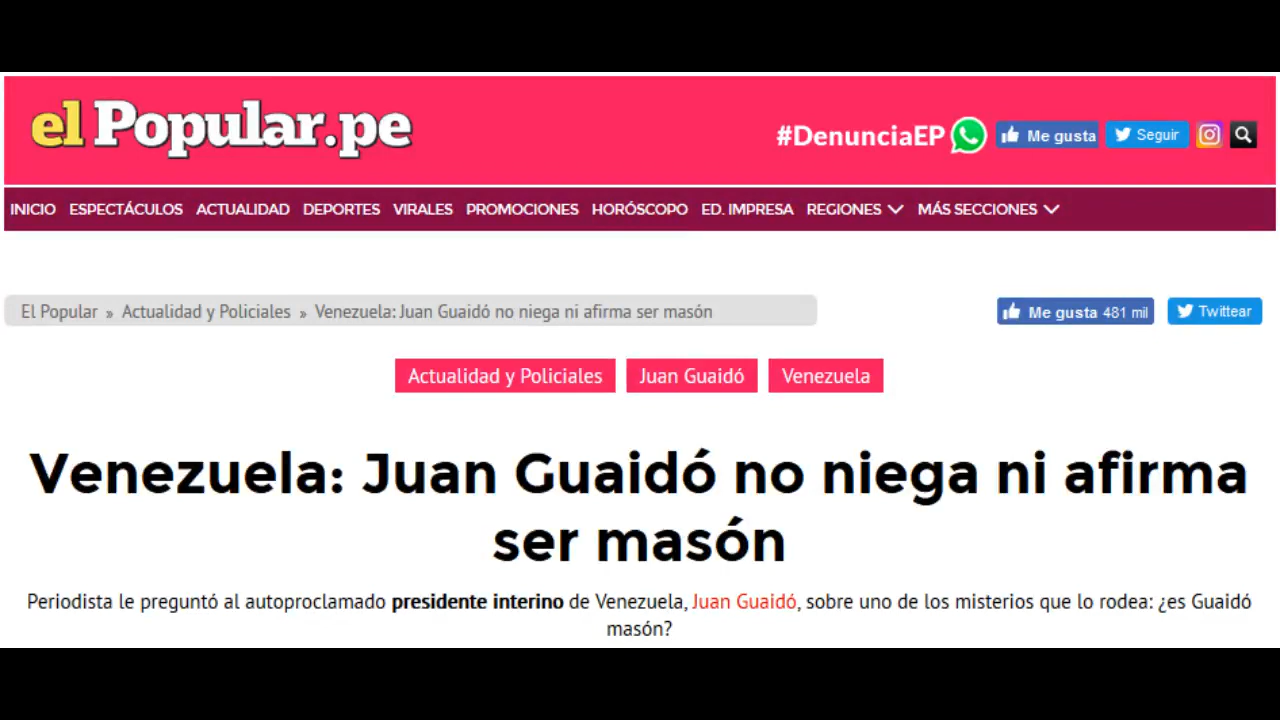 el Popular.pe
#DenunciaEP Me gusta Seguir
INICIO ESPECTÁCULOS ACTUALIDAD DEPORTES VIRALES PROMOCIONES HORÓSCOPO ED. IMPRESA REGIONES MÁS SECCIONES
El Popular » Actualidad y Policiales » Venezuela: Juan Guaidó no niega ni afirma ser masón
Me gusta 481 mil Twittear
Actualidad y Policiales Juan Guaidó Venezuela
Venezuela: Juan Guaidó no niega ni afirma
ser masón
Periodista le preguntó al autoproclamado presidente interino de Venezuela, Juan Guaidó, sobre uno de los misterios que lo rodea: ¿es Guaidó
masón?